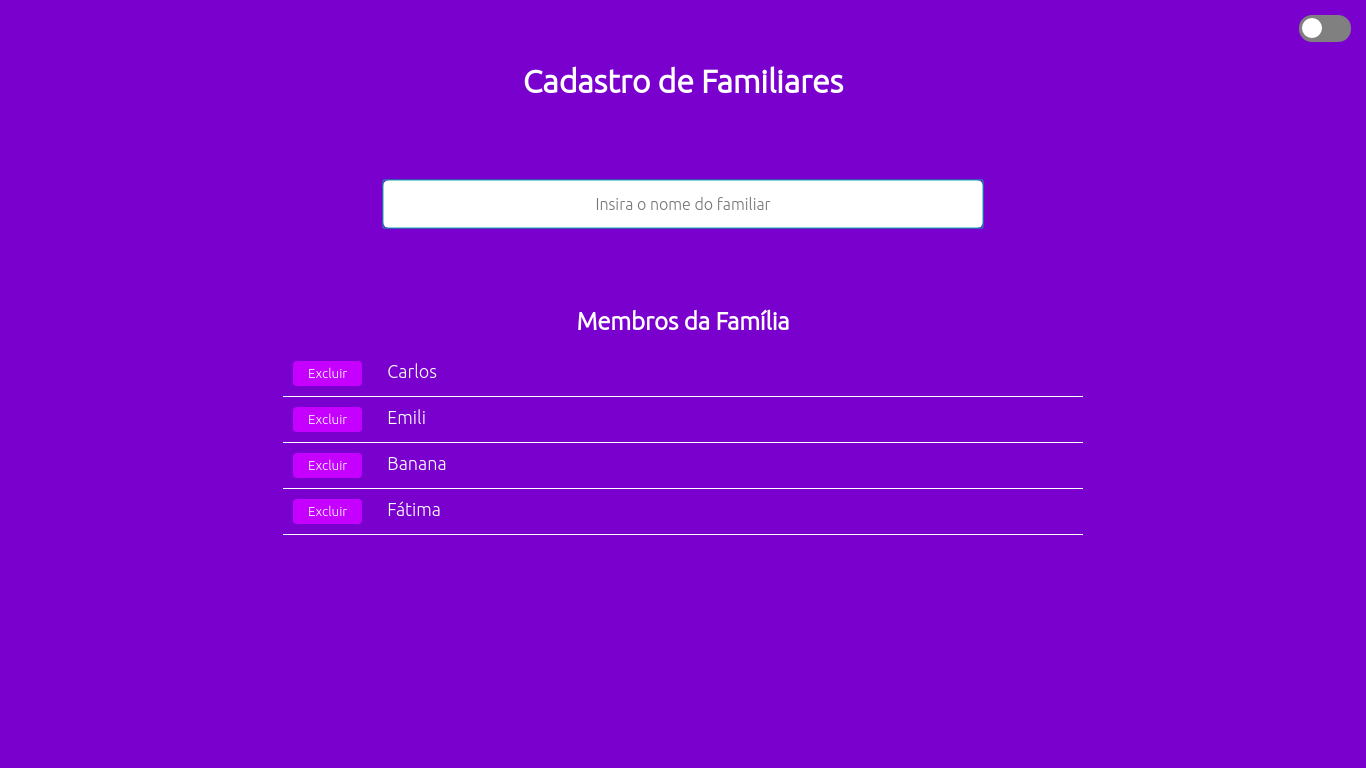 Cadastro de Familiares
Insira o nome do familiar
Membros da Família
Excluir Carlos
Excluir Emili
Excluir Banana
Excluir Fátima